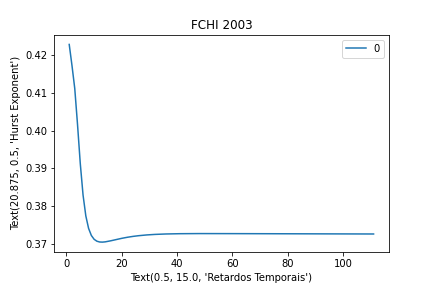 FCHI 2003
0
0.42
0.41
0.40
0.39
0.38
0.37
Text(20.875, 0.5, 'Hurst Exponent')
0 20 40 60 80 100
Text(0.5, 15.0, 'Retardos Temporais')